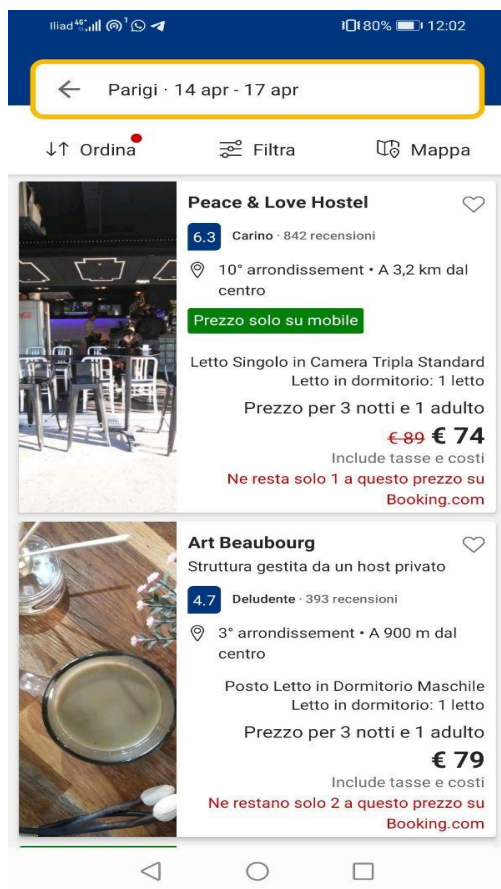 Iliad 46+ 1 80% 12:02
Parigi · 14 apr - 17 apr
↓↑ Ordina Filtra Mappa
Peace & Love Hostel
6.3 Carino · 842 recensioni
10° arrondissement • A 3,2 km dal
centro
Prezzo solo su mobile
Letto Singolo in Camera Tripla Standard
Letto in dormitorio: 1 letto
Prezzo per 3 notti e 1 adulto
€ 89 € 74
Include tasse e costi
Ne resta solo 1 a questo prezzo su
Booking.com
Art Beaubourg
Struttura gestita da un host privato
4.7 Deludente · 393 recensioni
3° arrondissement • A 900 m dal
centro
Posto Letto in Dormitorio Maschile
Letto in dormitorio: 1 letto
Prezzo per 3 notti e 1 adulto
€ 79
Include tasse e costi
Ne restano solo 2 a questo prezzo su
Booking.com